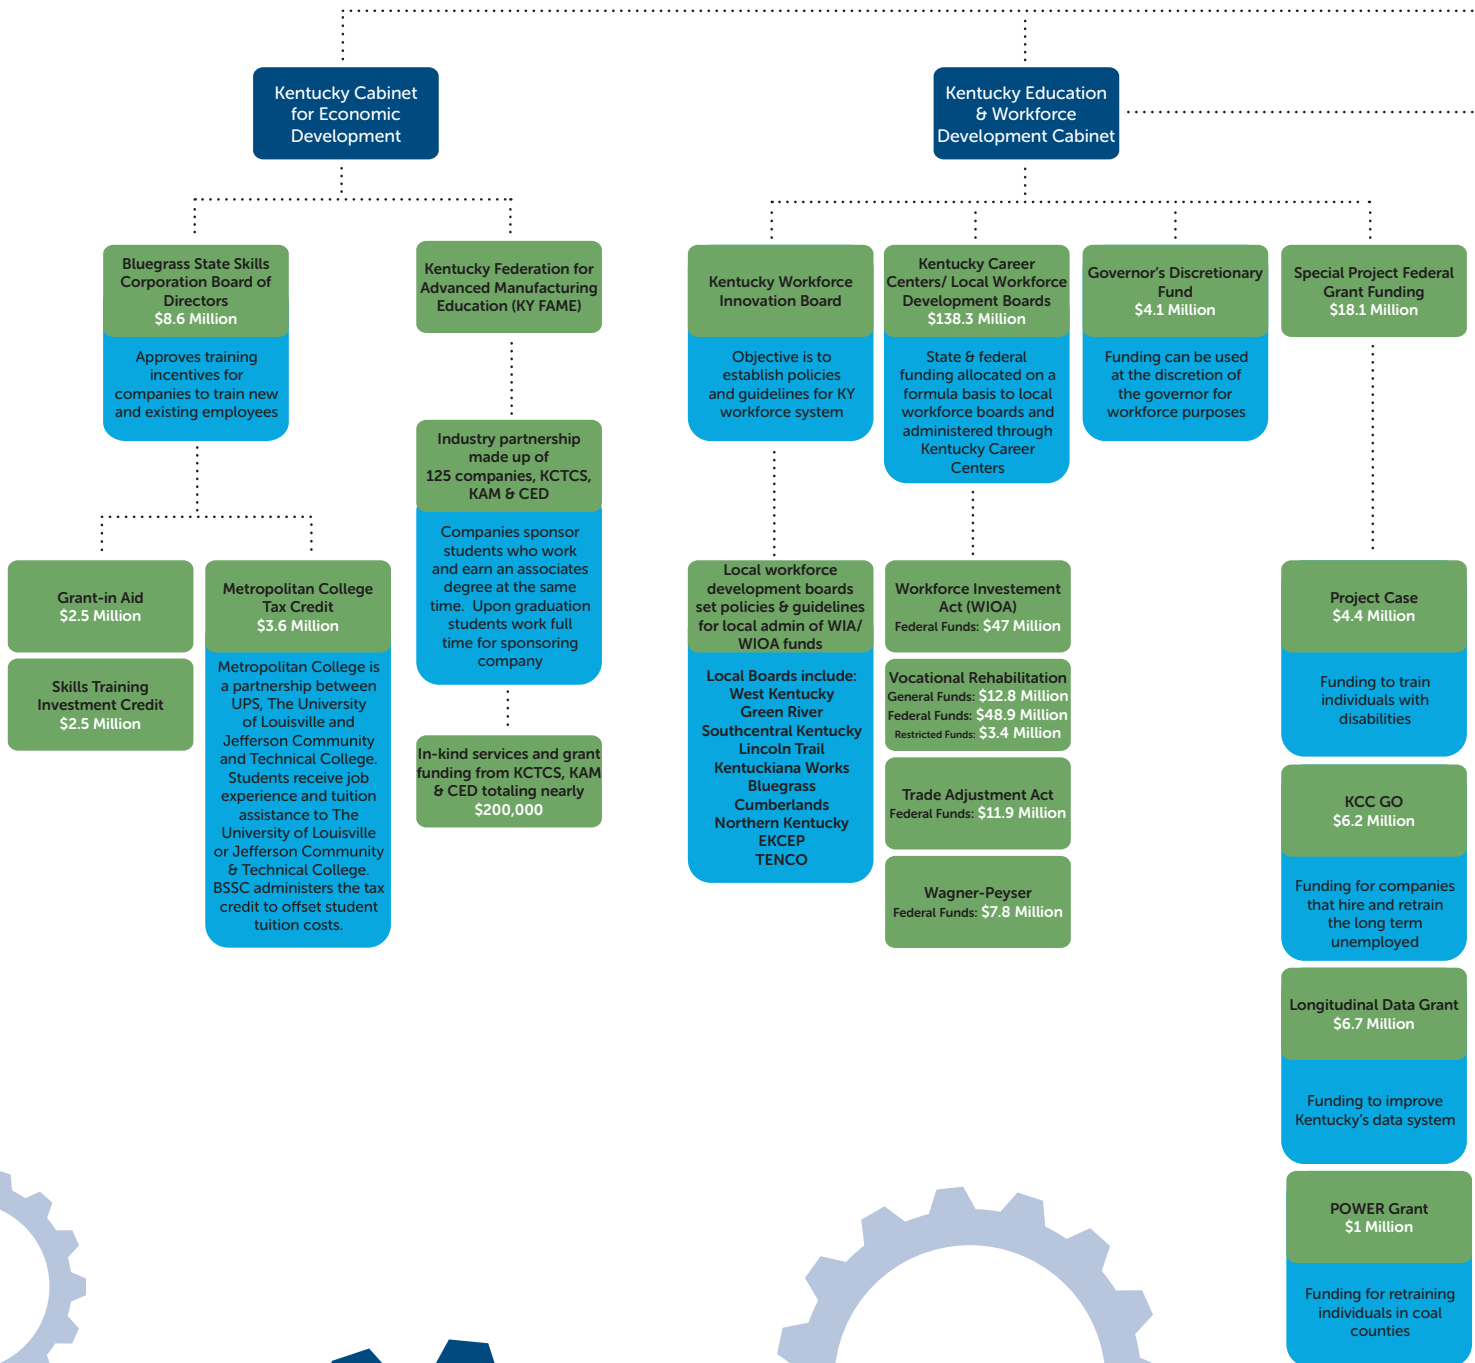 Kentucky Cabinet
for Economic
Development
Kentucky Education
& Workforce
Development Cabinet
Bluegrass State Skills
Corporation Board of
Directors
$8.6 Million
Approves training
incentives for
companies to train new
and existing employees
Grant-in Aid
$2.5 Million
Skills Training
Investment Credit
$2.5 Million
Metropolitan College
Tax Credit
$3.6 Million
Metropolitan College is
a partnership between
UPS, The University
of Louisville and
Jefferson Community
and Technical College.
Students receive job
experience and tuition
assistance to The
University of Louisville
or Jefferson Community
& Technical College.
BSSC administers the tax
credit to offset student
tuition costs.
Kentucky Federation for
Advanced Manufacturing
Education (KY FAME)
Industry partnership
made up of
125 companies, KCTCS,
KAM & CED
Companies sponsor
students who work
and earn an associates
degree at the same
time. Upon graduation
students work full
time for sponsoring
company
In-kind services and grant
funding from KCTCS, KAM
& CED totaling nearly
$200,000
Kentucky Workforce
Innovation Board
Objective is to
establish policies
and guidelines for KY
workforce system
Local workforce
development boards
set policies & guidelines
for local admin of WIA/
WIOA funds
Local Boards include:
West Kentucky
Green River
Southcentral Kentucky
Lincoln Trail
Kentuckiana Works
Bluegrass
Cumberlands
Northern Kentucky
EKCEP
TENCO
Kentucky Career
Centers/ Local Workforce
Development Boards
$138.3 Million
State & federal
funding allocated on a
formula basis to local
workforce boards and
administered through
Kentucky Career
Centers
Workforce Investement
Act (WIOA)
Federal Funds: $47 Million
Vocational Rehabilitation
General Funds: $12.8 Million
Federal Funds: $48.9 Million
Restricted Funds: $3.4 Million
Trade Adjustment Act
Federal Funds: $11.9 Million
Wagner-Peyser
Federal Funds: $7.8 Million
Governor's Discretionary
Fund
$4.1 Million
Funding can be used
at the discretion of
the governor for
workforce purposes
Special Project Federal
Grant Funding
$18.1 Million
Project Case
$4.4 Million
Funding to train
individuals with
disabilities
KCC GO
$6.2 Million
Funding for companies
that hire and retrain
the long term
unemployed
Longitudinal Data Grant
$6.7 Million
Funding to improve
Kentucky's data system
POWER Grant
$1 Million
Funding for retraining
individuals in coal
counties